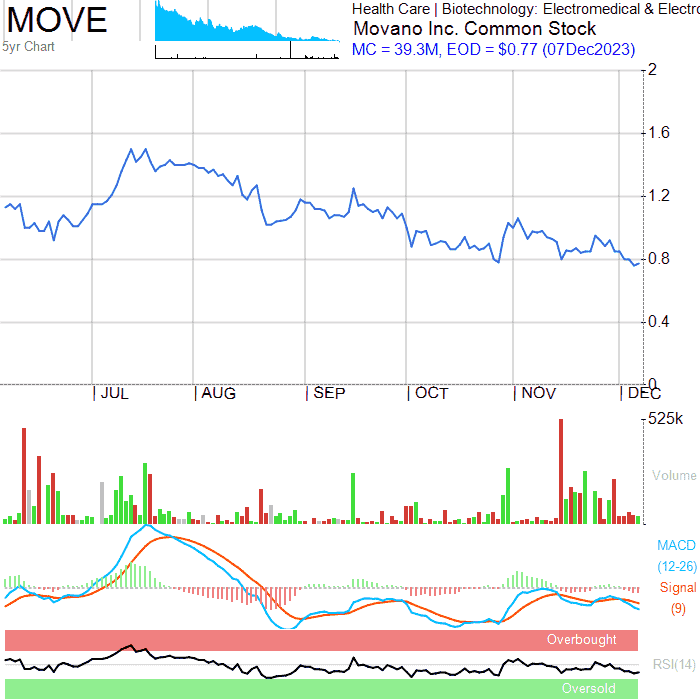 MOVE
5yr Chart
Health Care | Biotechnology: Electromedical & Electro
Movano Inc. Common Stock
MC = 39.3M, EOD = $0.77 (07Dec2023)
2
1.6
1.2
0.8
0.4
0
JUL AUG SEP OCT NOV DEC
525k
Volume
MACD
(12-26)
Signal
(9)
Overbought
RSI(14)
Oversold